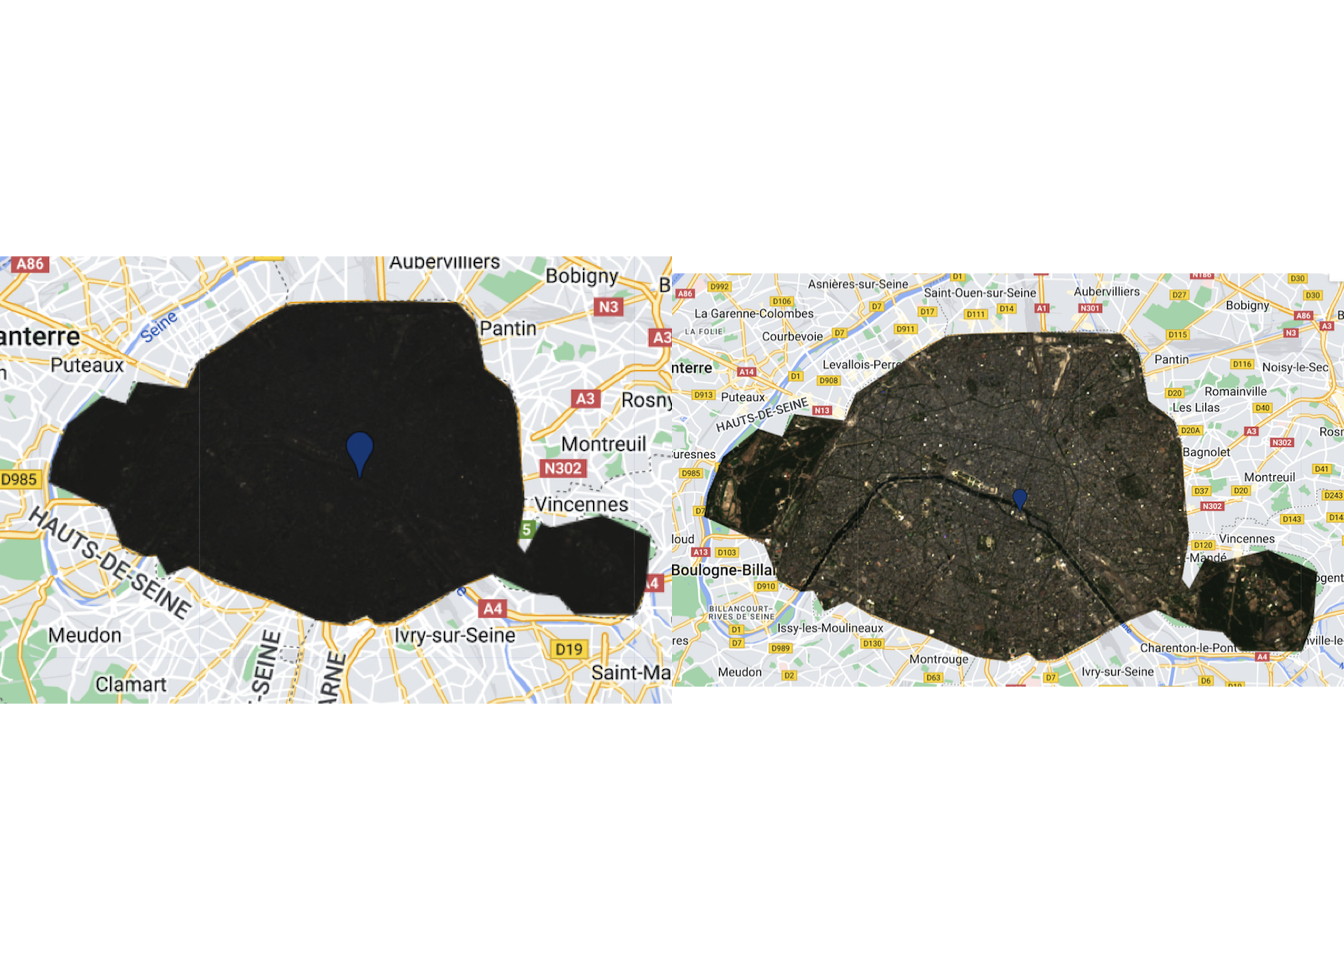 A86
Aubervilliers
Bobigny
B
N3
Seine
Pantin
A3
anterre
Puteaux
A3
Rosny
Montreuil
N302
D985
Vincennes
5
HAUTS-DE-SEINE
A4
A4
Meudon
Ivry-sur-Seine
D19
-SEINE
ARNE
Saint-Ma
Clamart
D1
N186
D30
A86
D992
Asnières-sur-Seine
Saint-Ouen-sur-Seine
Aubervilliers
D27
D30
D106
D7
D17
D14
A1
N301
Bobigny
La Garenne-Colombes
D111
A86
B
LA FOLIE
D911
N3
A3
Courbevoie
D7
D115
nterre
A14
Levallois-Perre
Pantin
D116
Noisy-le-Sec
D1
D908
D913
Puteaux
D20
Romainville
HAUTS-DE-SEINE
N13
Les Lilas
D40
D20A
A3
Rosn
N302
uresnes
Bagnolet
D985
D41
Montreuil
D37
D20
D243
D7
N302
D143
D14
loud
A13
D103
Vincennes
D120
-Mandé
Boulogne-Billa
ogent
D910
BILLANCOURT-
RIVES DE SEINE
D1
Issy-les-Moulineaux
res
D7
D989
D130
Charenton-le-Pont
ville-le-
A4
Montrouge
Meudon
D2
D63
D7
Ivry-sur-Seine
D6
D19